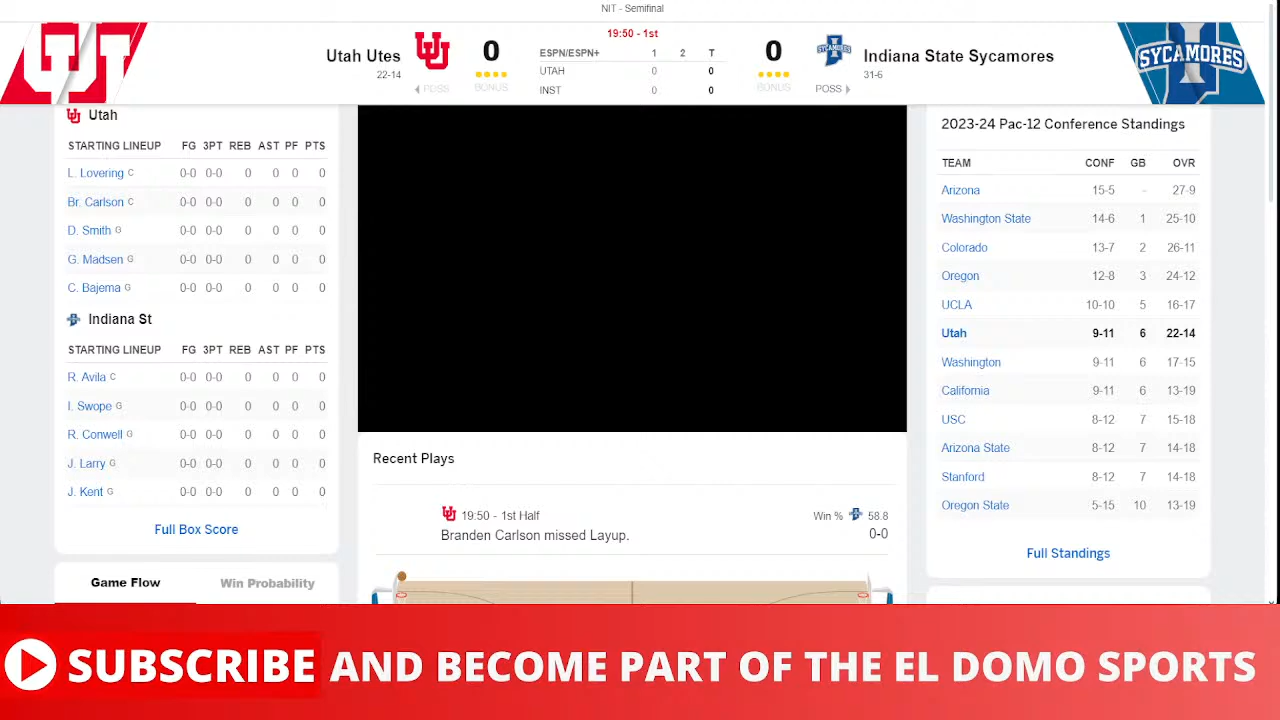 NIT - Semifinal
Utah Utes
22-14
POSS
0
BONUS
19:50 - 1st
ESPN/ESPN+ 1 2 T
UTAH 0 0
INST 0 0
0
BONUS
Indiana State Sycamores
31-6
POSS
SYCAMORES
Utah
STARTING LINEUP FG 3PT REB AST PF PTS
L. Lovering C 0-0 0-0 0 0 0 0
Br. Carlson C 0-0 0-0 0 0 0 0
D. Smith G 0-0 0-0 0 0 0 0
G. Madsen G 0-0 0-0 0 0 0 0
C. Bajema G 0-0 0-0 0 0 0 0
Indiana St
STARTING LINEUP FG 3PT REB AST PF PTS
R. Avila C 0-0 0-0 0 0 0 0
I. Swope G 0-0 0-0 0 0 0 0
R. Conwell G 0-0 0-0 0 0 0 0
J. Larry G 0-0 0-0 0 0 0 0
J. Kent G 0-0 0-0 0 0 0 0
Full Box Score
Game Flow Win Probability
Recent Plays
19:50 - 1st Half Win % 58.8
Branden Carlson missed Layup. 0-0
2023-24 Pac-12 Conference Standings
TEAM CONF GB OVR
Arizona 15-5 - 27-9
Washington State 14-6 1 25-10
Colorado 13-7 2 26-11
Oregon 12-8 3 24-12
UCLA 10-10 5 16-17
Utah 9-11 6 22-14
Washington 9-11 6 17-15
California 9-11 6 13-19
USC 8-12 7 15-18
Arizona State 8-12 7 14-18
Stanford 8-12 7 14-18
Oregon State 5-15 10 13-19
Full Standings
SUBSCRIBE AND BECOME PART OF THE EL DOMO SPORTS